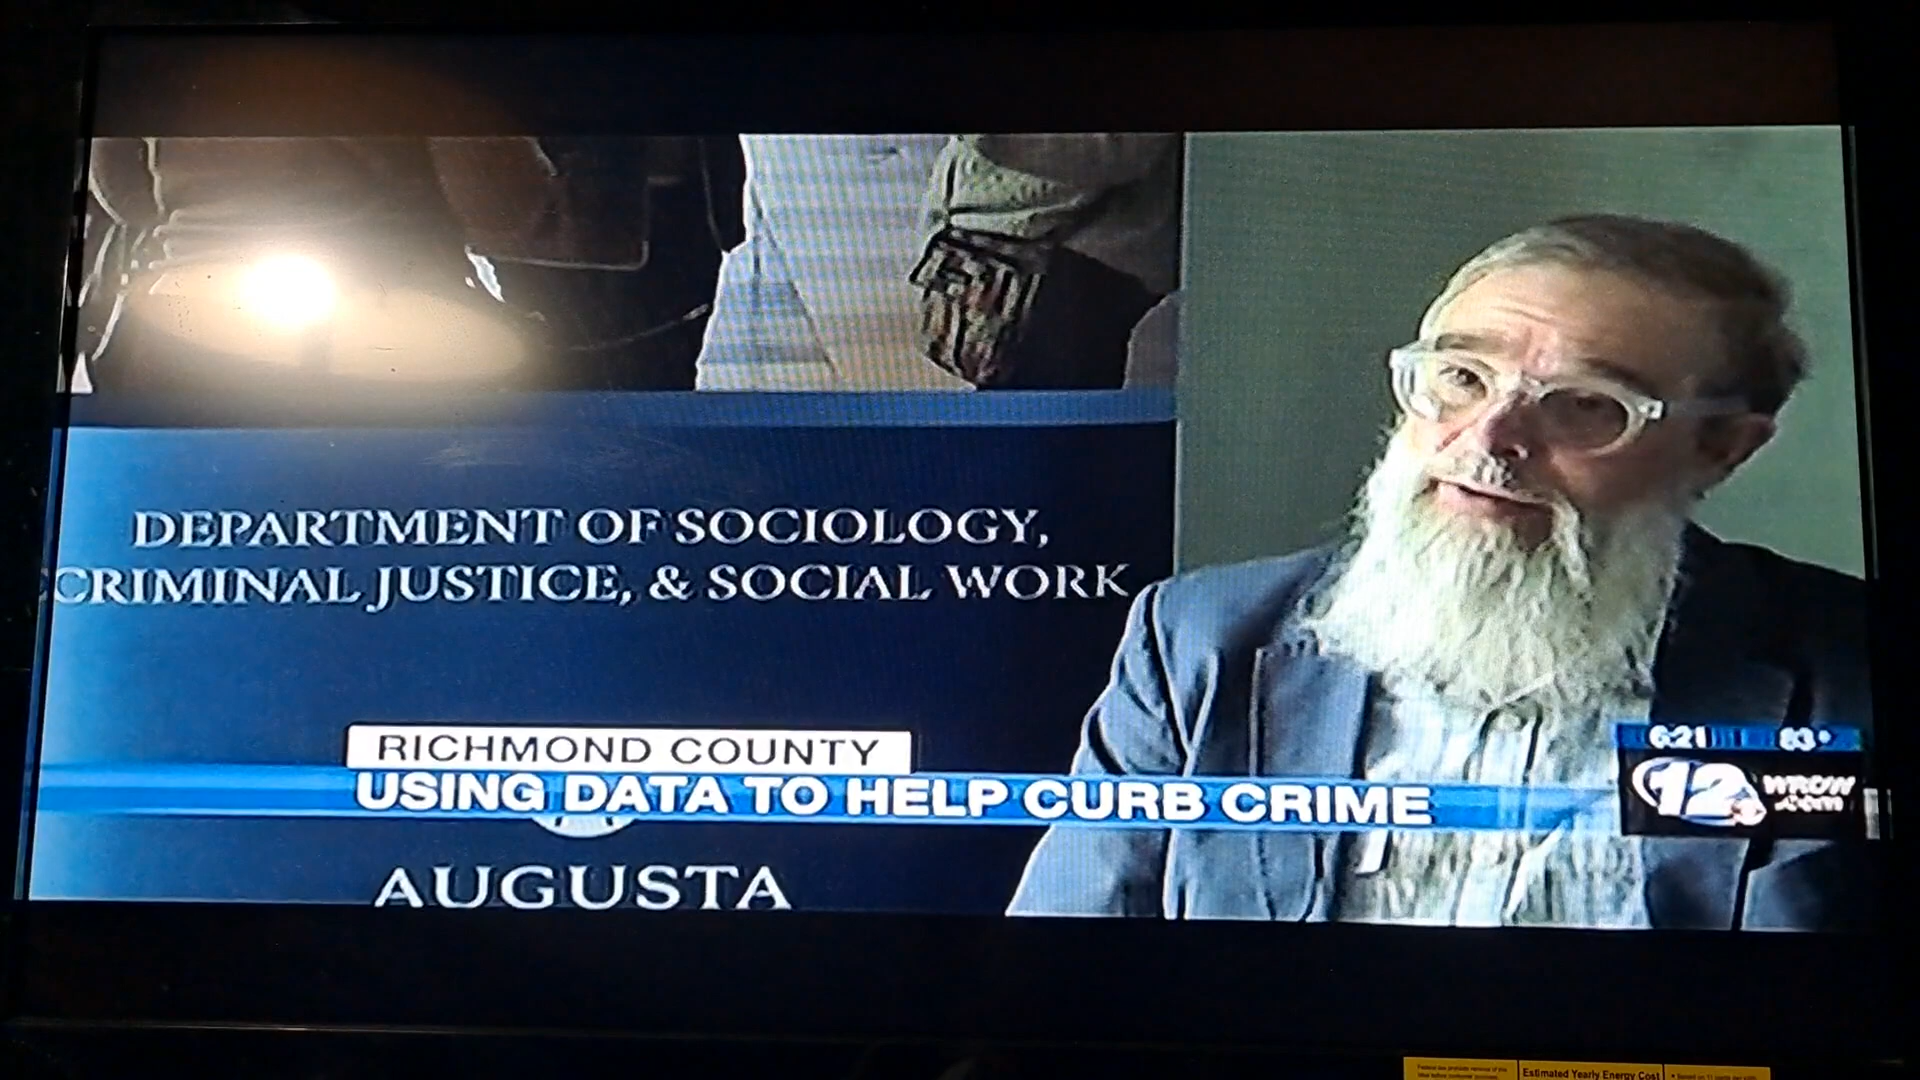 DEPARTMENT OF SOCIOLOGY,
CRIMINAL JUSTICE, & SOCIAL WORK
RICHMOND COUNTY
USING DATA TO HELP CURB CRIME
AUGUSTA
6:21 83°
12 WRDW
.com
Estimated Yearly Energy Cost